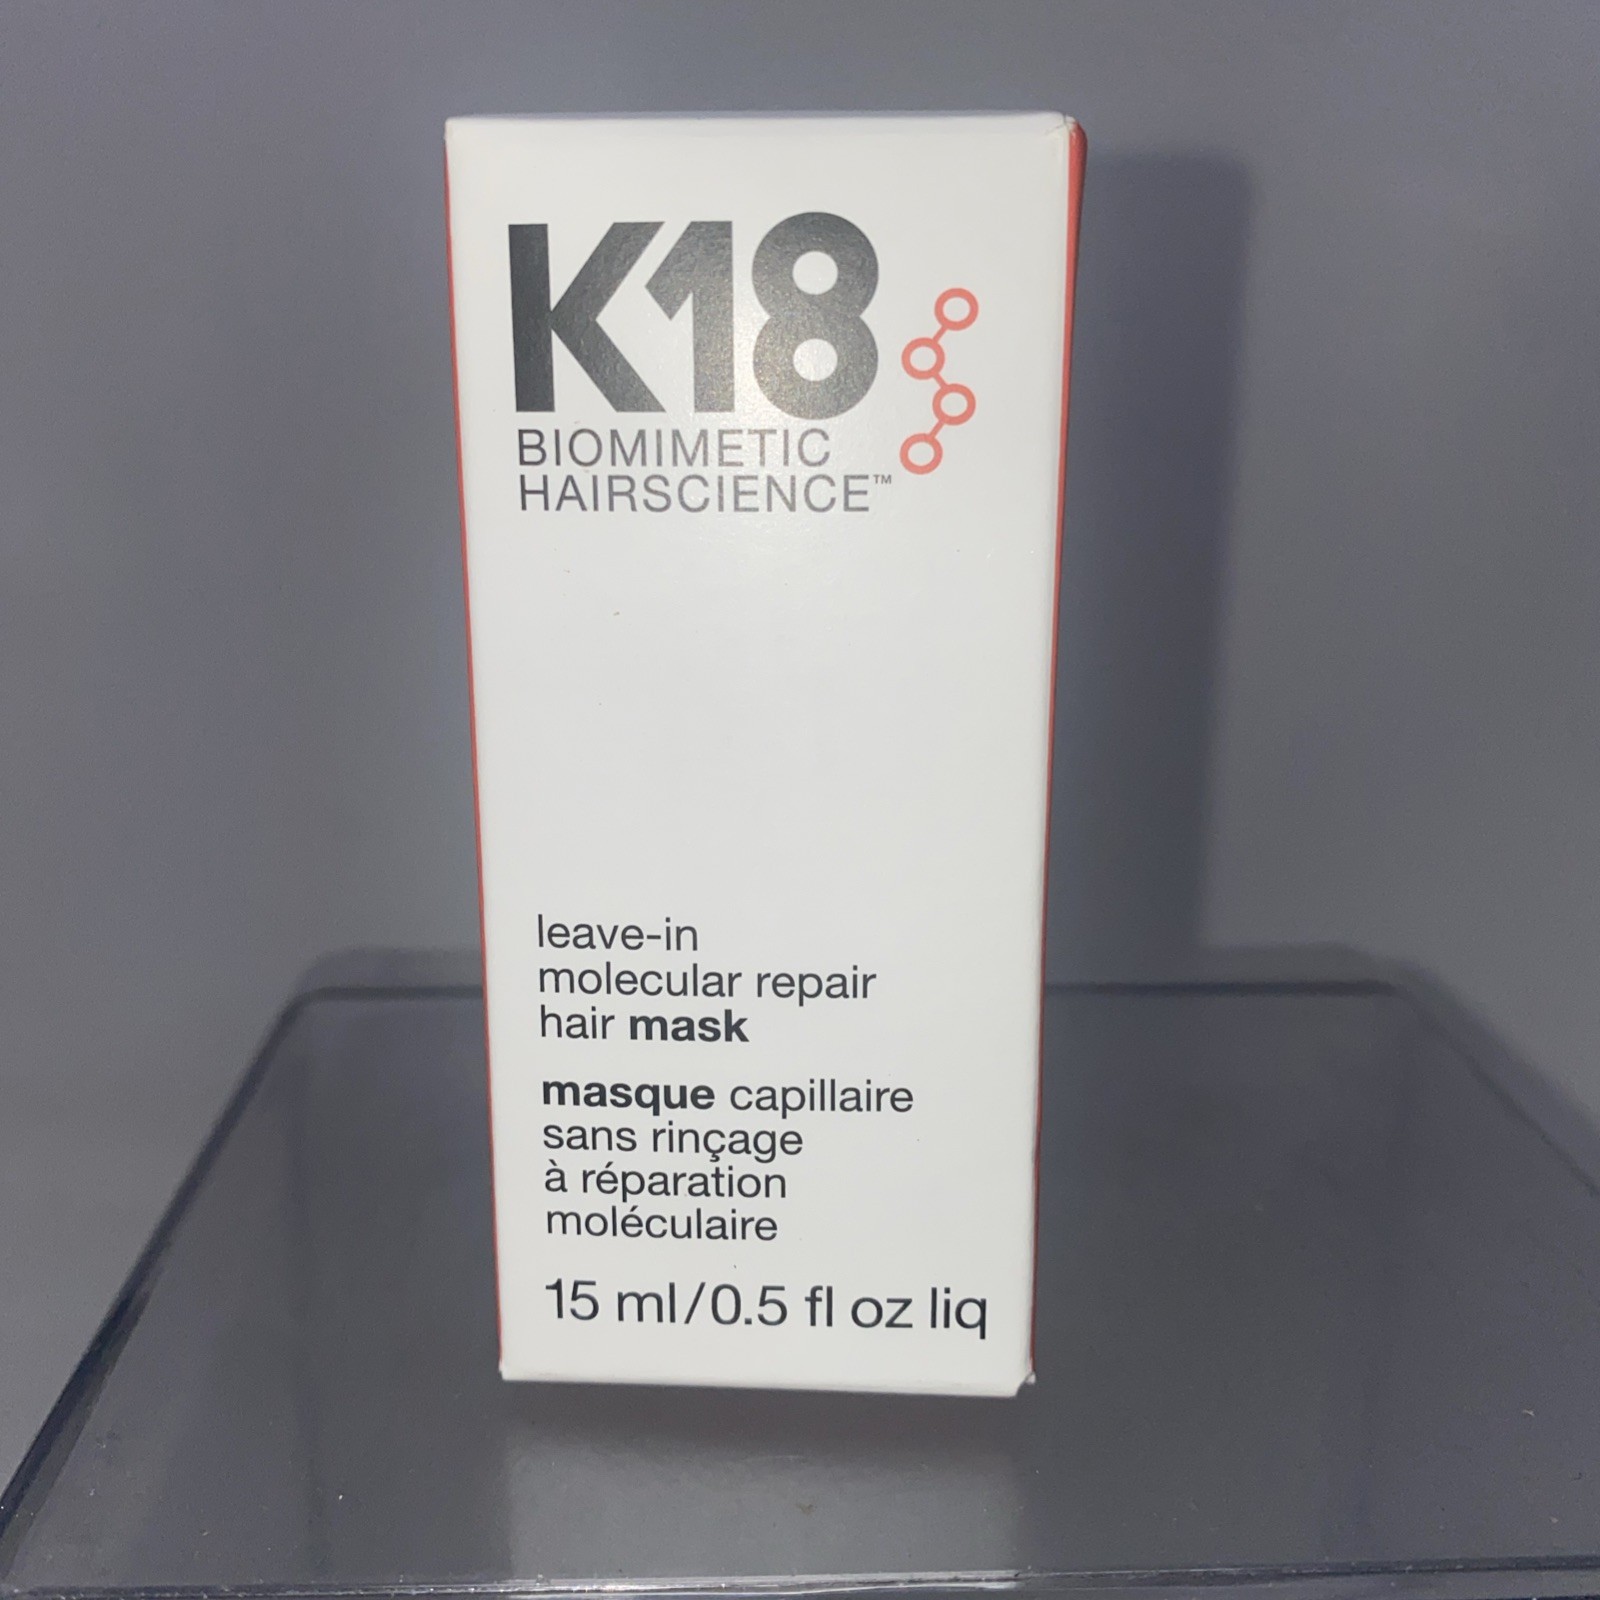 K18
BIOMIMETIC
HAIRSCIENCE™
leave-in
molecular repair
hair mask
masque capillaire
sans rinçage
à réparation
moléculaire
15 ml/0.5 fl oz liq